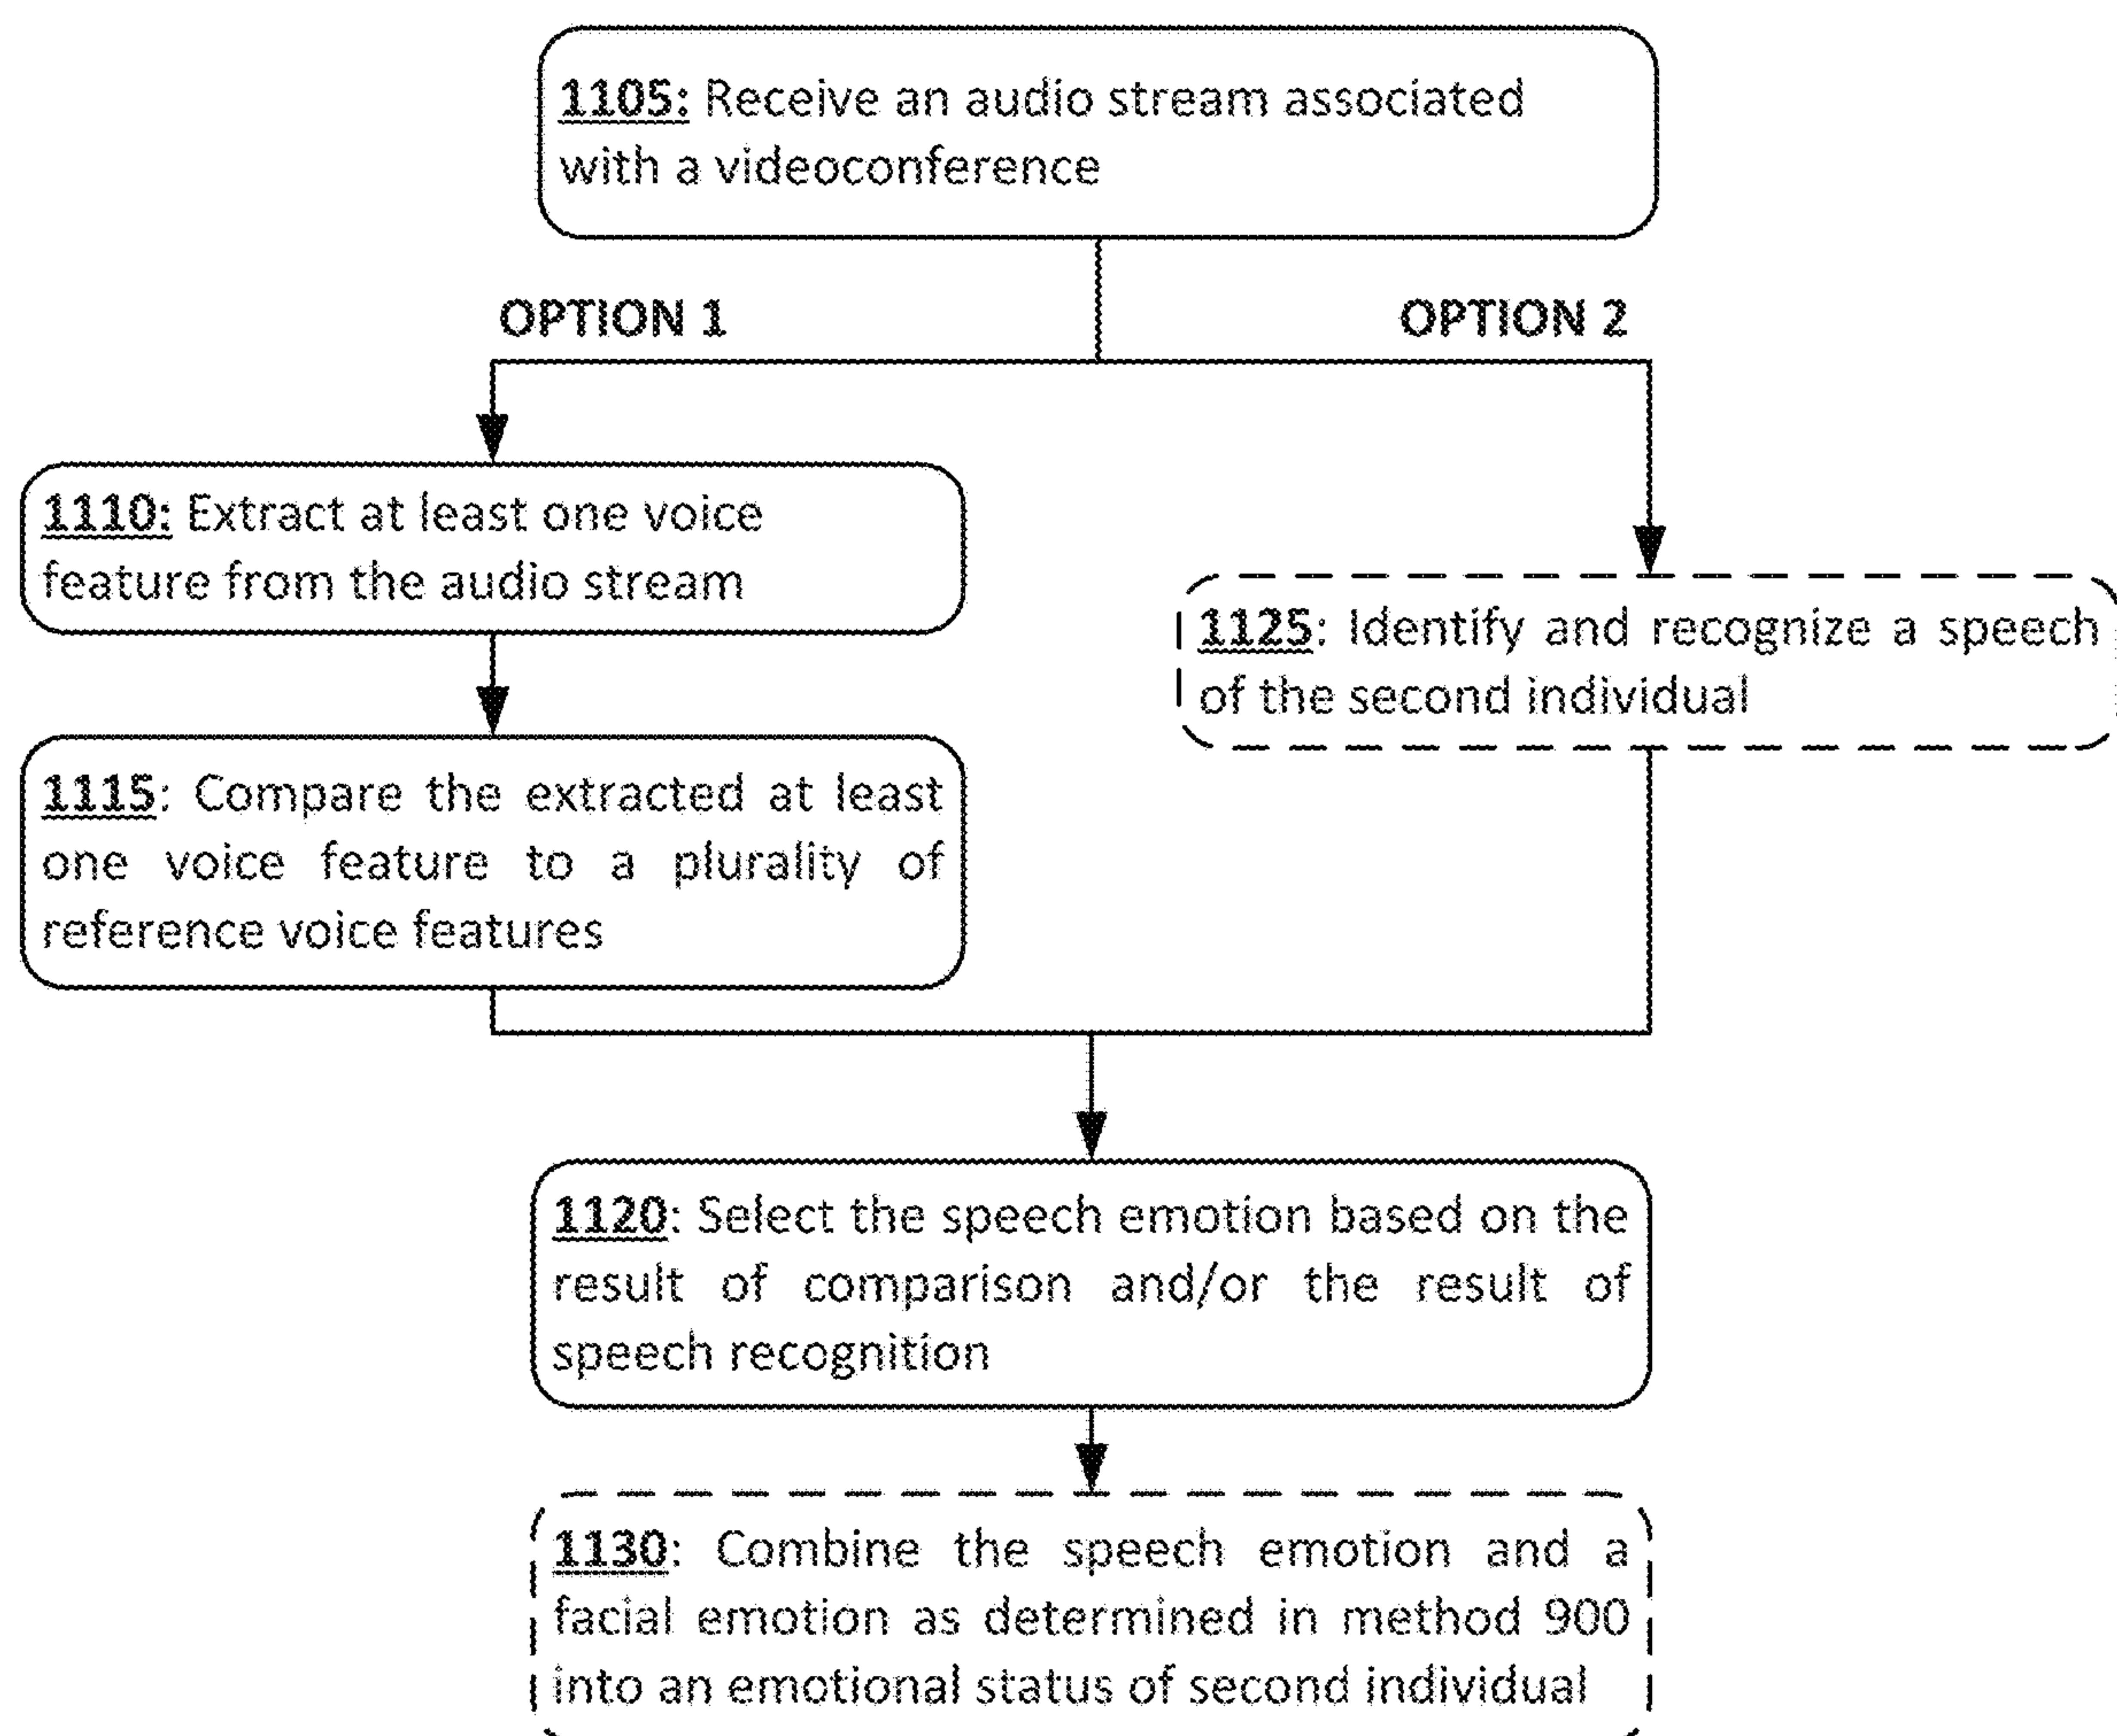 1105: Receive an audio stream associated
with a videoconference
OPTION 1
OPTION 2
1110: Extract at least one voice
feature from the audio stream
1125: Identify and recognize a speech
of the second individual
1115: Compare the extracted at least
one voice feature to a plurality of
reference voice features
1120: Select the speech emotion based on the
result of comparison and/or the result of
speech recognition
1130: Combine the speech emotion and a
facial emotion as determined in method 900
into an emotional status of second individual